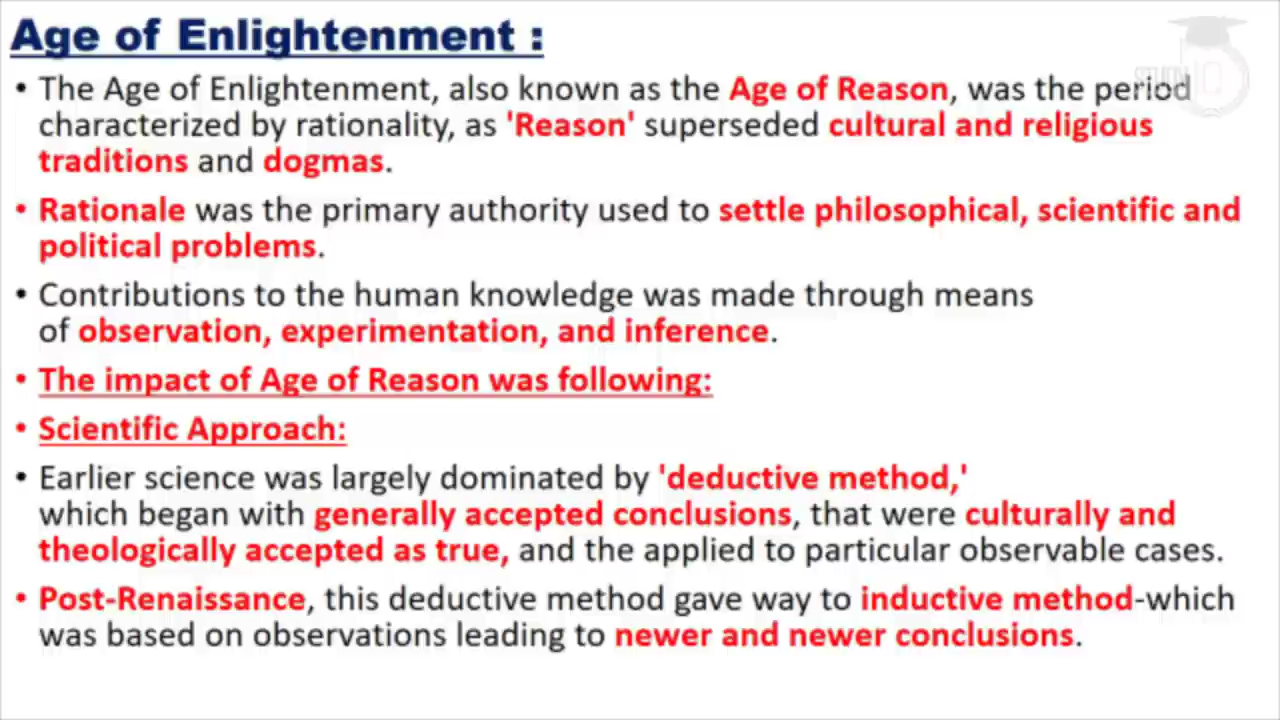 Age of Enlightenment :
• The Age of Enlightenment, also known as the Age of Reason, was the period
characterized by rationality, as 'Reason' superseded cultural and religious
traditions and dogmas.
• Rationale was the primary authority used to settle philosophical, scientific and
political problems.
• Contributions to the human knowledge was made through means
of observation, experimentation, and inference.
• The impact of Age of Reason was following:
• Scientific Approach:
• Earlier science was largely dominated by 'deductive method,'
which began with generally accepted conclusions, that were culturally and
theologically accepted as true, and the applied to particular observable cases.
• Post-Renaissance, this deductive method gave way to inductive method-which
was based on observations leading to newer and newer conclusions.
STUDY IQ